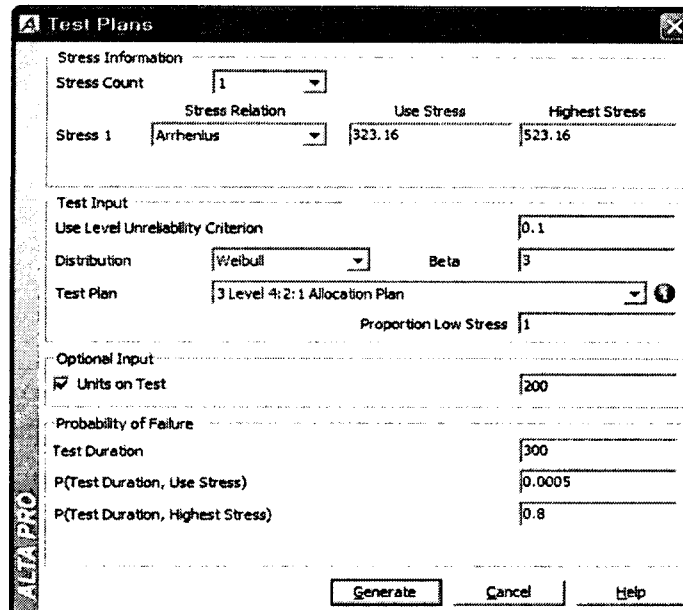 Test Plans
Stress Information
Stress Count 1
Stress Relation Use Stress Highest Stress
Stress 1 Arrhenius 323.16 523.16
Test Input
Use Level Unreliability Criterion 0.1
Distribution Weibull Beta 3
Test Plan 3 Level 4:2:1 Allocation Plan
Proportion Low Stress 1
Optional Input
Units on Test 200
Probability of Failure
Test Duration 300
P(Test Duration, Use Stress) 0.0005
P(Test Duration, Highest Stress) 0.8
ALTA PRO
Generate Cancel Help